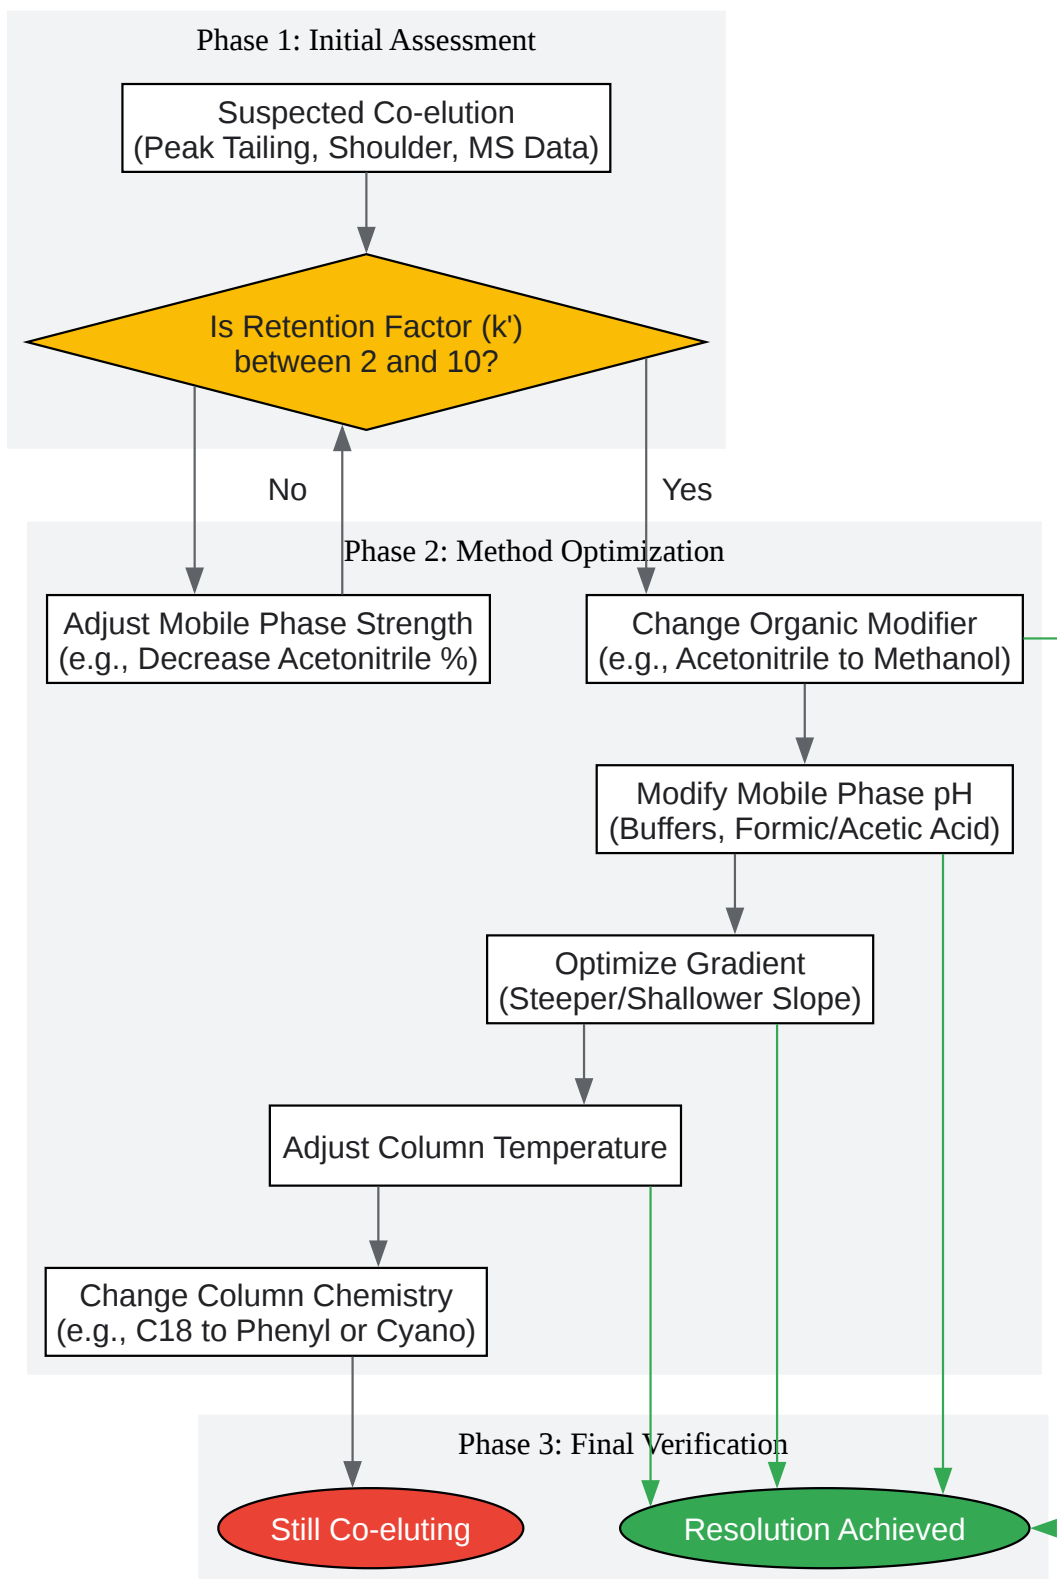 Phase 1: Initial Assessment
Suspected Co-elution
(Peak Tailing, Shoulder, MS Data)
Is Retention Factor (k')
between 2 and 10?
No
Yes
Phase 2: Method Optimization
Adjust Mobile Phase Strength
(e.g., Decrease Acetonitrile %)
Change Organic Modifier
(e.g., Acetonitrile to Methanol)
Modify Mobile Phase pH
(Buffers, Formic/Acetic Acid)
Optimize Gradient
(Steeper/Shallower Slope)
Adjust Column Temperature
Change Column Chemistry
(e.g., C18 to Phenyl or Cyano)
Phase 3: Final Verification
Still Co-eluting
Resolution Achieved